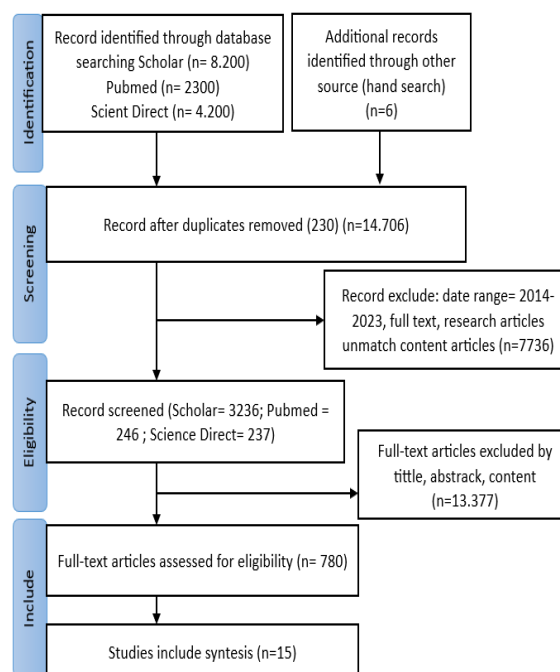 Identification
Record identified through database
searching Scholar (n= 8.200)
Pubmed (n= 2300)
Scient Direct (n= 4.200)
Additional records
identified through other
source (hand search)
(n=6)
Screening
Record after duplicates removed (230) (n=14.706)
Record exclude: date range= 2014-
2023, full text, research articles
unmatch content articles (n=7736)
Eligibility
Record screened (Scholar= 3236; Pubmed =
246 ; Science Direct= 237)
Full-text articles excluded by
tittle, abstrack, content
(n=13.377)
Include
Full-text articles assessed for eligibility (n= 780)
Studies include syntesis (n=15)